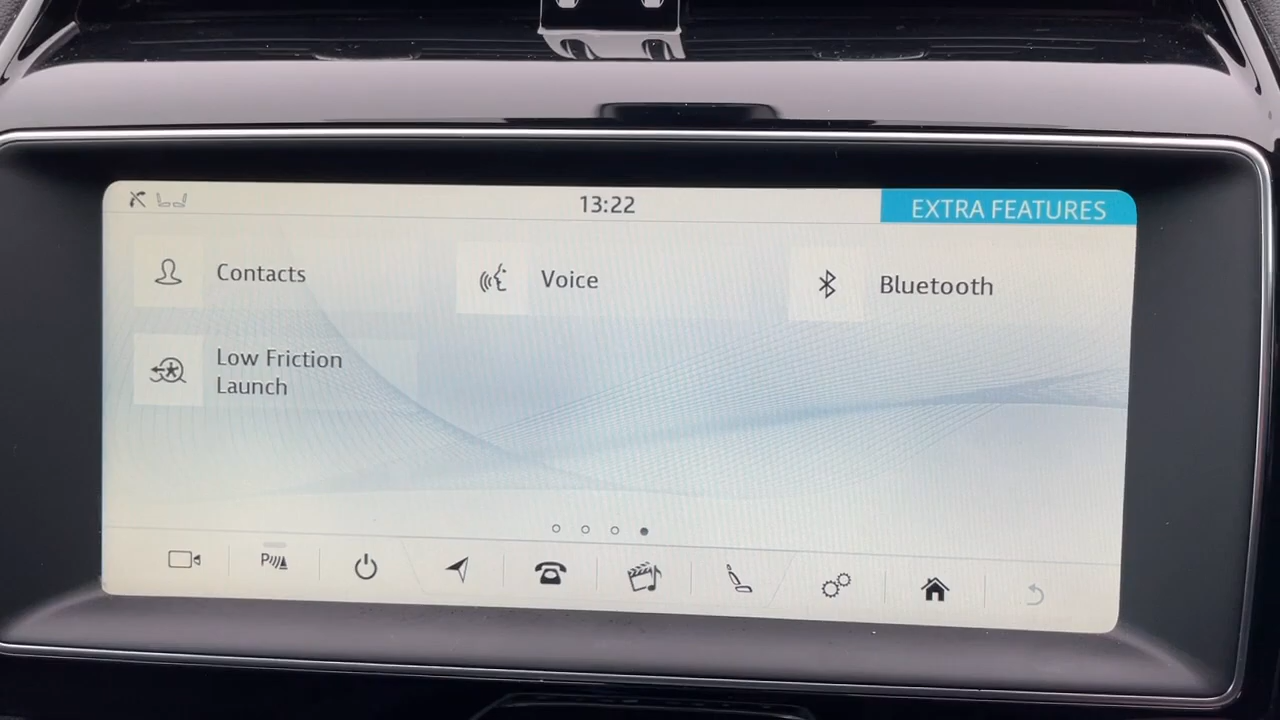 13:22
EXTRA FEATURES
Contacts
Voice
Bluetooth
Low Friction
Launch
P